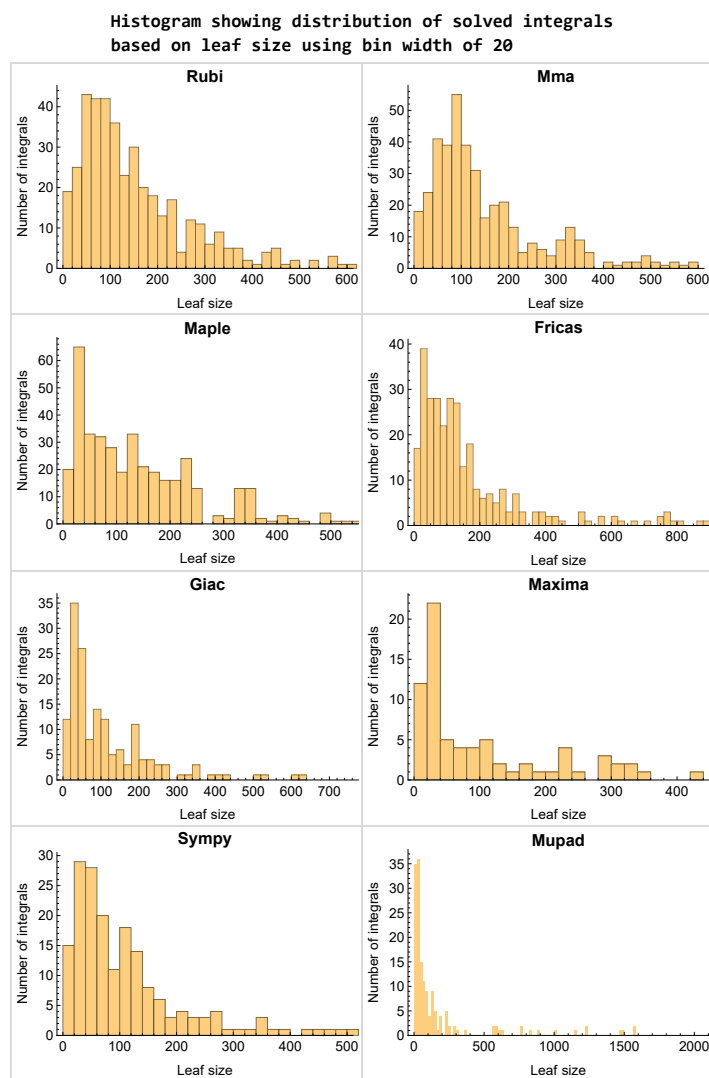 Histogram showing distribution of solved integrals
based on leaf size using bin width of 20
Rubi
Number of integrals
40
30
20
10
0
0 100 200 300 400 500 600
Leaf size
Mma
Number of integrals
50
40
30
20
10
0
0 100 200 300 400 500 600
Leaf size
Maple
Number of integrals
60
50
40
30
20
10
0
0 100 200 300 400 500
Leaf size
Fricas
Number of integrals
40
30
20
10
0
0 200 400 600 800
Leaf size
Giac
Number of integrals
35
30
25
20
15
10
5
0
0 100 200 300 400 500 600 700
Leaf size
Maxima
Number of integrals
20
15
10
5
0
0 100 200 300 400
Leaf size
Sympy
Number of integrals
30
25
20
15
10
5
0
0 100 200 300 400 500
Leaf size
Mupad
Number of integrals
35
30
25
20
15
10
5
0
0 500 1000 1500 2000
Leaf size